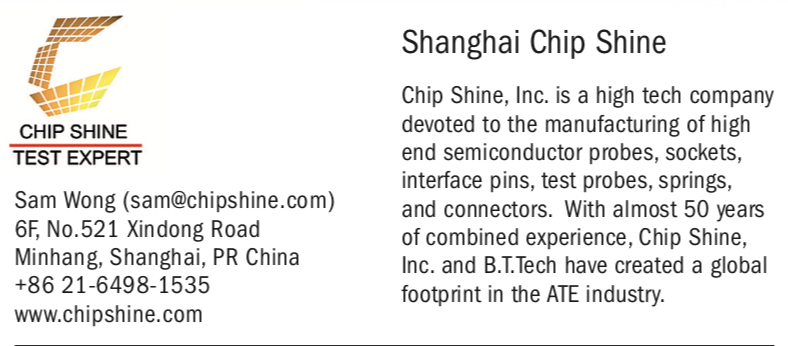 CHIP SHINE
TEST EXPERT
Sam Wong (sam@chipshine.com)
6F, No.521 Xindong Road
Minhang, Shanghai, PR China
+86 21-6498-1535
www.chipshine.com
Shanghai Chip Shine
Chip Shine, Inc. is a high tech company
devoted to the manufacturing of high
end semiconductor probes, sockets,
interface pins, test probes, springs,
and connectors.  With almost 50 years
of combined experience, Chip Shine,
Inc. and B.T.Tech have created a global
footprint in the ATE industry.